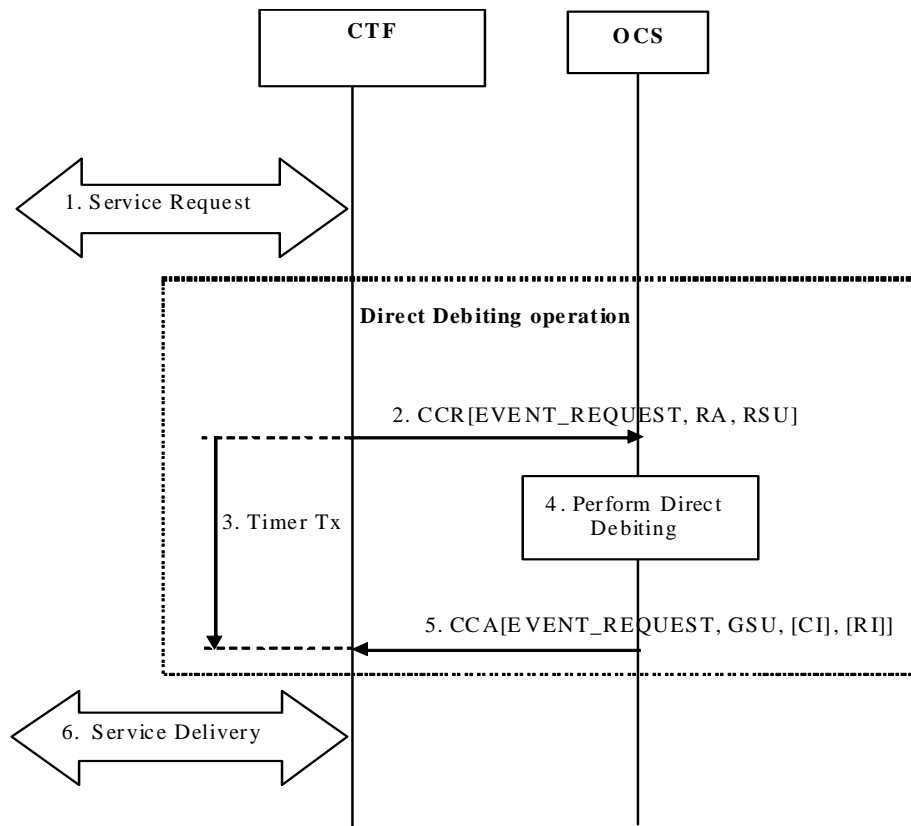 CTF
OCS
1. Service Request
Direct Debiting operation
2. CCR[EVENT_REQUEST, RA, RSU]
3. Timer Tx
4. Perform Direct
Debiting
5. CCA[EVENT_REQUEST, GSU, [CI], [RI]]
6. Service Delivery